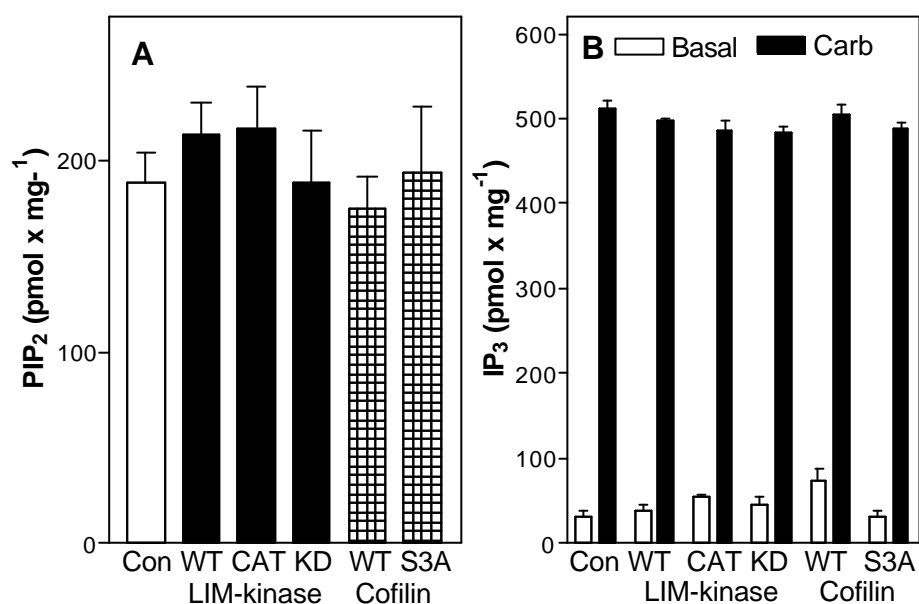 A
PIP2 (pmol x mg-1)
200
100
0
Con WT CAT KD WT S3A
LIM-kinase Cofilin
B
Basal Carb
IP3 (pmol x mg-1)
600
500
400
300
200
100
0
Con WT CAT KD WT S3A
LIM-kinase Cofilin